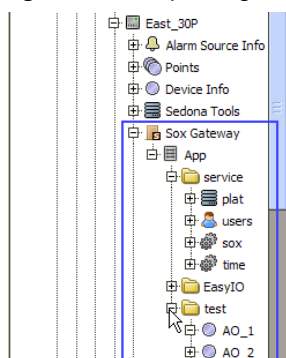 East_30P
Alarm Source Info
Points
Device Info
Sedona Tools
Sox Gateway
App
service
plat
users
sox
time
EasyIO
test
AO_1
AO_2